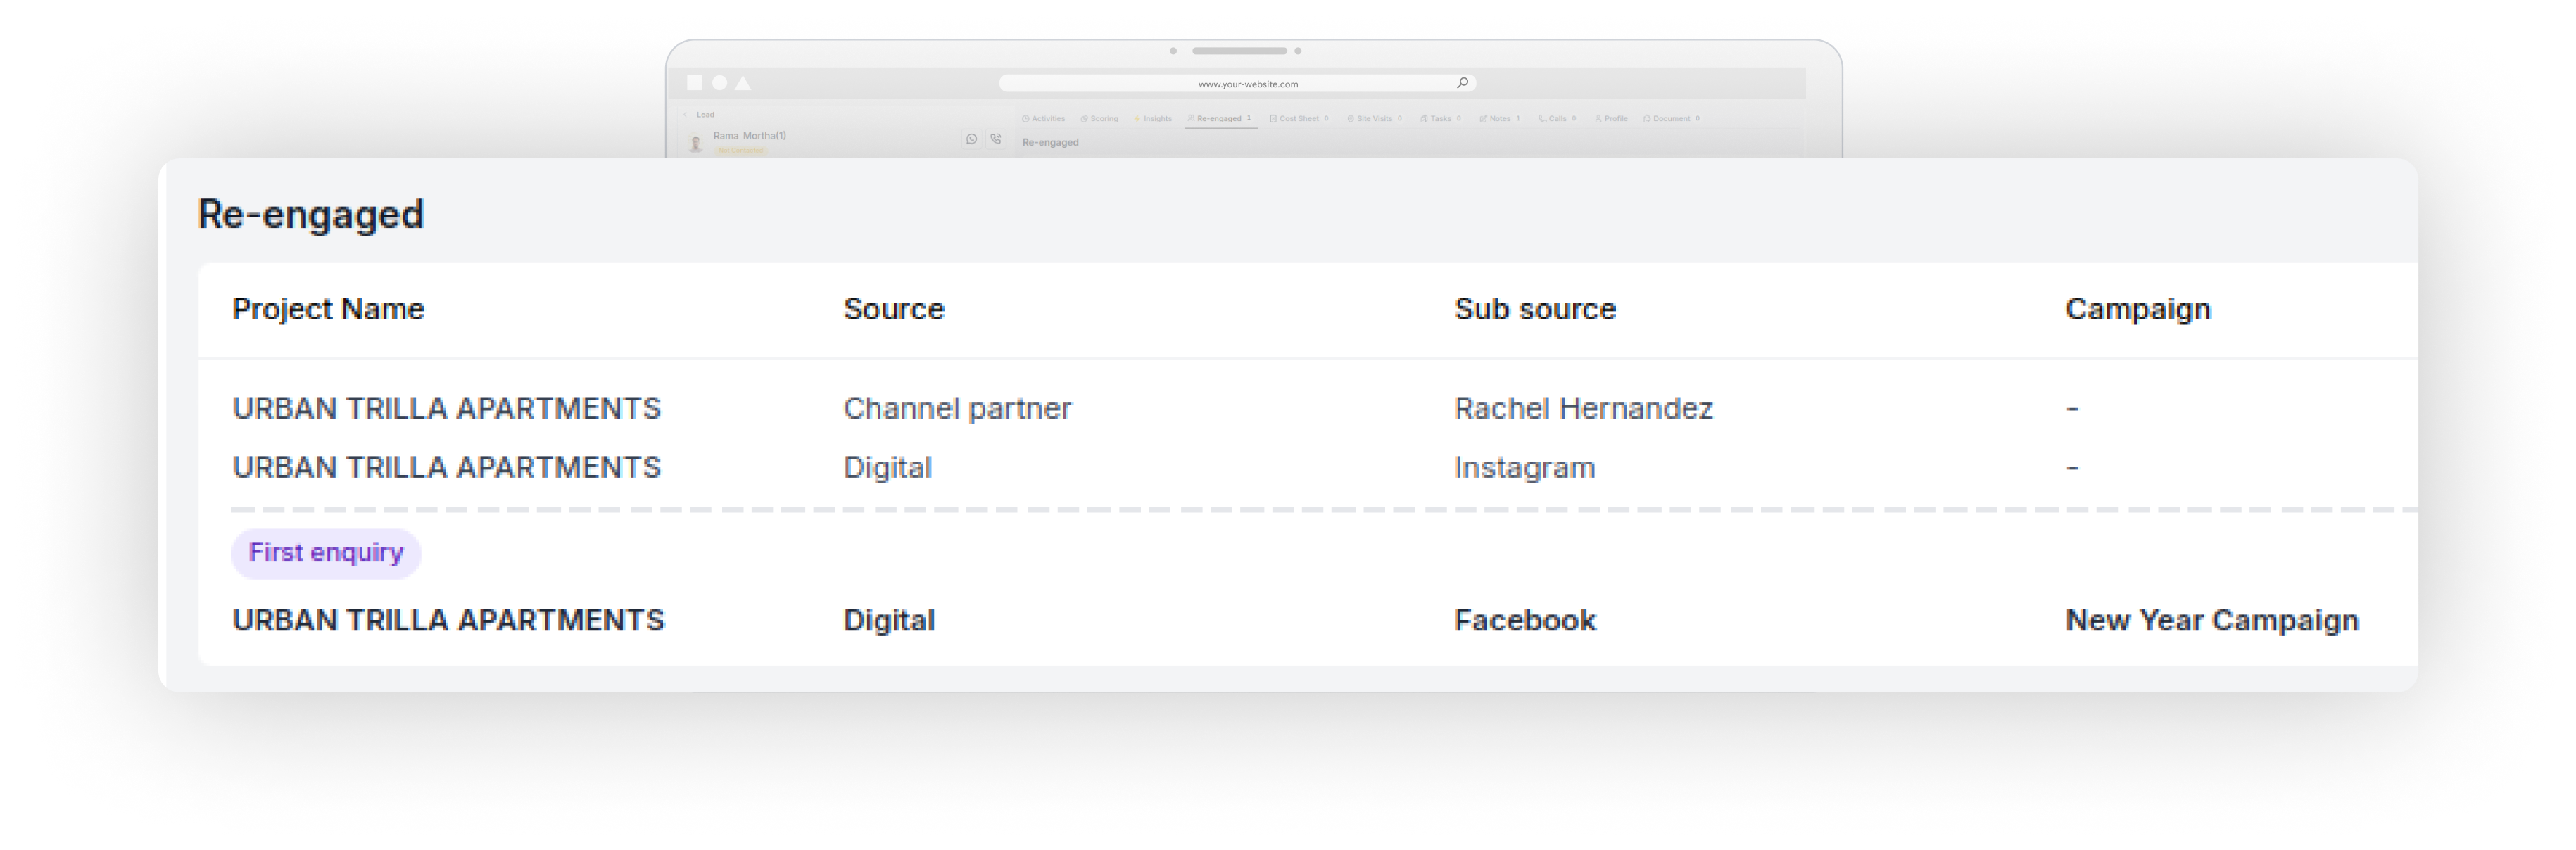 www.your-website.com
Lead
Activities Scoring Insights Re-engaged 1 Cost Sheet 0 Site Visits 0 Tasks 0 Notes 1 Calls 0 Profile Document 0
Rama Mortha(1)
Not Contacted
Re-engaged
Re-engaged
Project Name Source Sub source Campaign
URBAN TRILLA APARTMENTS Channel partner Rachel Hernandez -
URBAN TRILLA APARTMENTS Digital Instagram -
First enquiry
URBAN TRILLA APARTMENTS Digital Facebook New Year Campaign